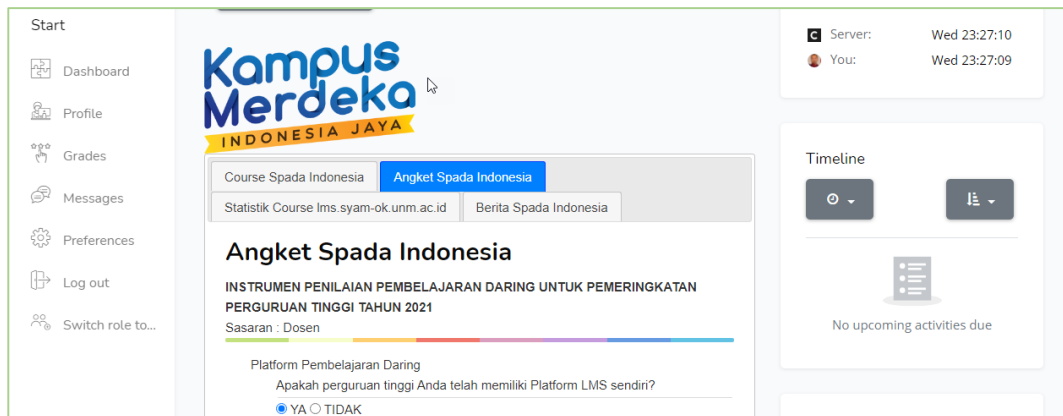 Start
Dashboard
Profile
Grades
Messages
Preferences
Log out
Switch role to...
Kampus
Merdeka
INDONESIA JAYA
Course Spada Indonesia
Angket Spada Indonesia
Statistik Course lms.syam-ok.unm.ac.id
Berita Spada Indonesia
Angket Spada Indonesia
INSTRUMEN PENILAIAN PEMBELAJARAN DARING UNTUK PEMERINGKATAN
PERGURUAN TINGGI TAHUN 2021
Sasaran : Dosen
Platform Pembelajaran Daring
Apakah perguruan tinggi Anda telah memiliki Platform LMS sendiri?
YA TIDAK
Server: Wed 23:27:10
You: Wed 23:27:09
Timeline
No upcoming activities due